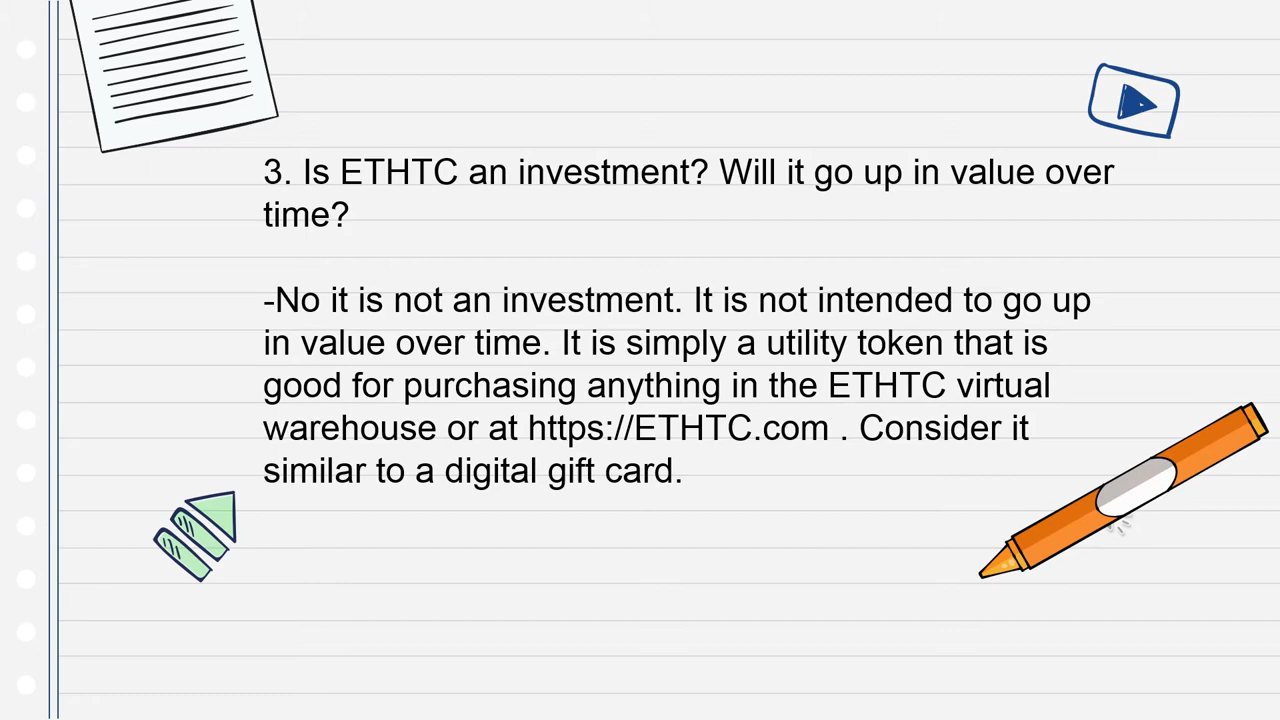 3. Is ETHTC an investment? Will it go up in value over
time?
-No it is not an investment. It is not intended to go up
in value over time. It is simply a utility token that is
good for purchasing anything in the ETHTC virtual
warehouse or at https://ETHTC.com . Consider it
similar to a digital gift card.